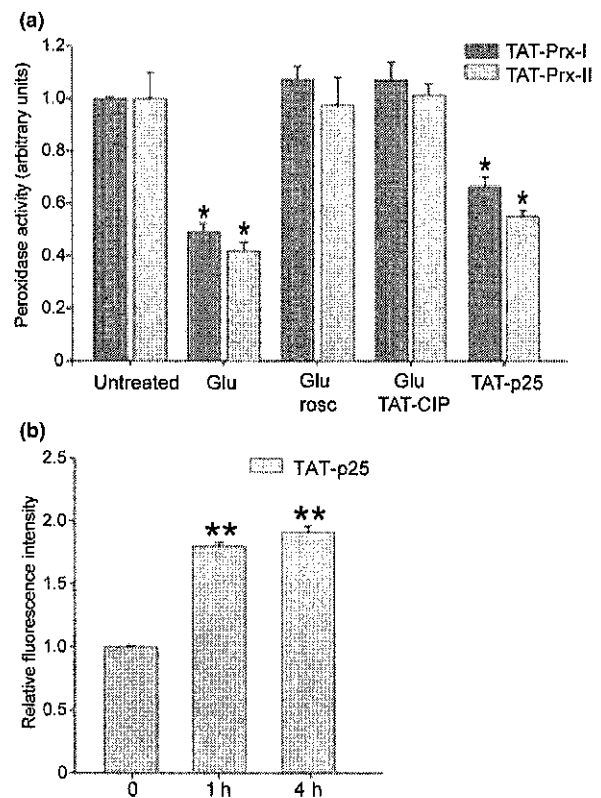 (a)
1.2
1.0
0.8
0.6
0.4
0.2
0
Peroxidase activity (arbitrary units)
TAT-Prx-I
TAT-Prx-II
* * * *
Untreated Glu Glu Glu TAT-p25
rosc TAT-CIP
(b)
2.5
2.0
1.5
1.0
0.5
0
Relative fluorescence intensity
TAT-p25
** **
0 1 h 4 h